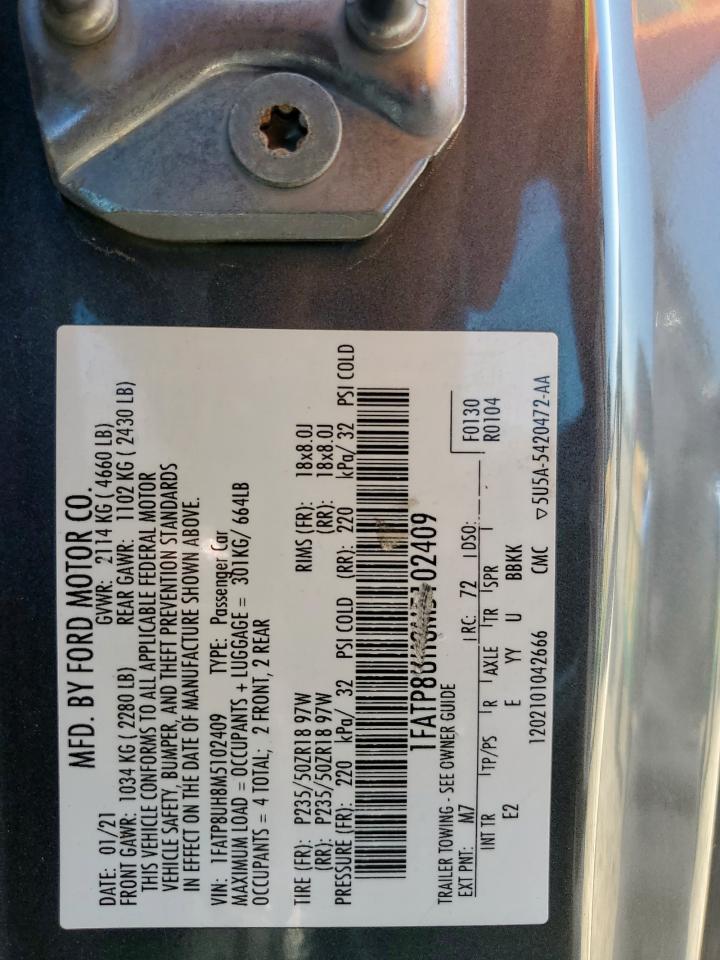 MFD. BY FORD MOTOR CO.
DATE: 01/21 GVWR: 2114 KG ( 4660 LB)
FRONT GAWR: 1034 KG ( 2280 LB) REAR GAWR: 1102 KG ( 2430 LB)
THIS VEHICLE CONFORMS TO ALL APPLICABLE FEDERAL MOTOR
VEHICLE SAFETY, BUMPER, AND THEFT PREVENTION STANDARDS
IN EFFECT ON THE DATE OF MANUFACTURE SHOWN ABOVE.
VIN: 1FATP8UH8M5102409 TYPE: Passenger Car
MAXIMUM LOAD = OCCUPANTS + LUGGAGE = 301KG/ 664LB
OCCUPANTS = 4 TOTAL; 2 FRONT, 2 REAR
TIRE (FR): P235/50ZR18 97W RIMS (FR): 18x8.0J
(RR): P235/50ZR18 97W (RR): 18x8.0J
PRESSURE (FR): 220 kPa/ 32 PSI COLD (RR): 220 kPa/ 32 PSI COLD
1FATP8UH8M5102409
TRAILER TOWING - SEE OWNER GUIDE
EXT PNT: M7 RC: 72 DSO: F0130
R0104
INT TR TP/PS R AXLE TR SPR
E2 E YY U BBKK
1202101042666 CMC ▽5U5A-5420472-AA